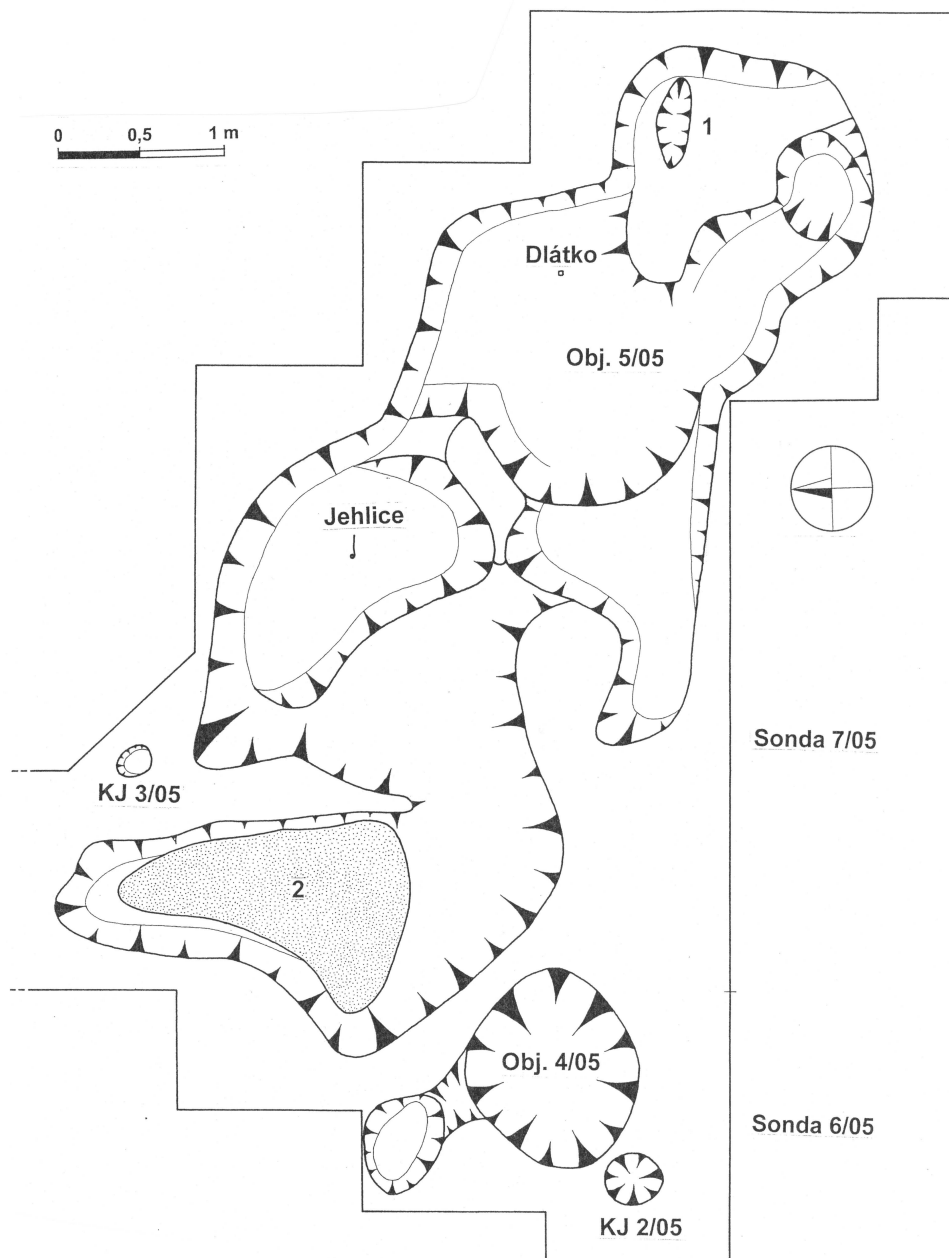 0 0,5 1 m
1
Dlátko
Obj. 5/05
Jehlice
Sonda 7/05
KJ 3/05
2
Obj. 4/05
Sonda 6/05
KJ 2/05